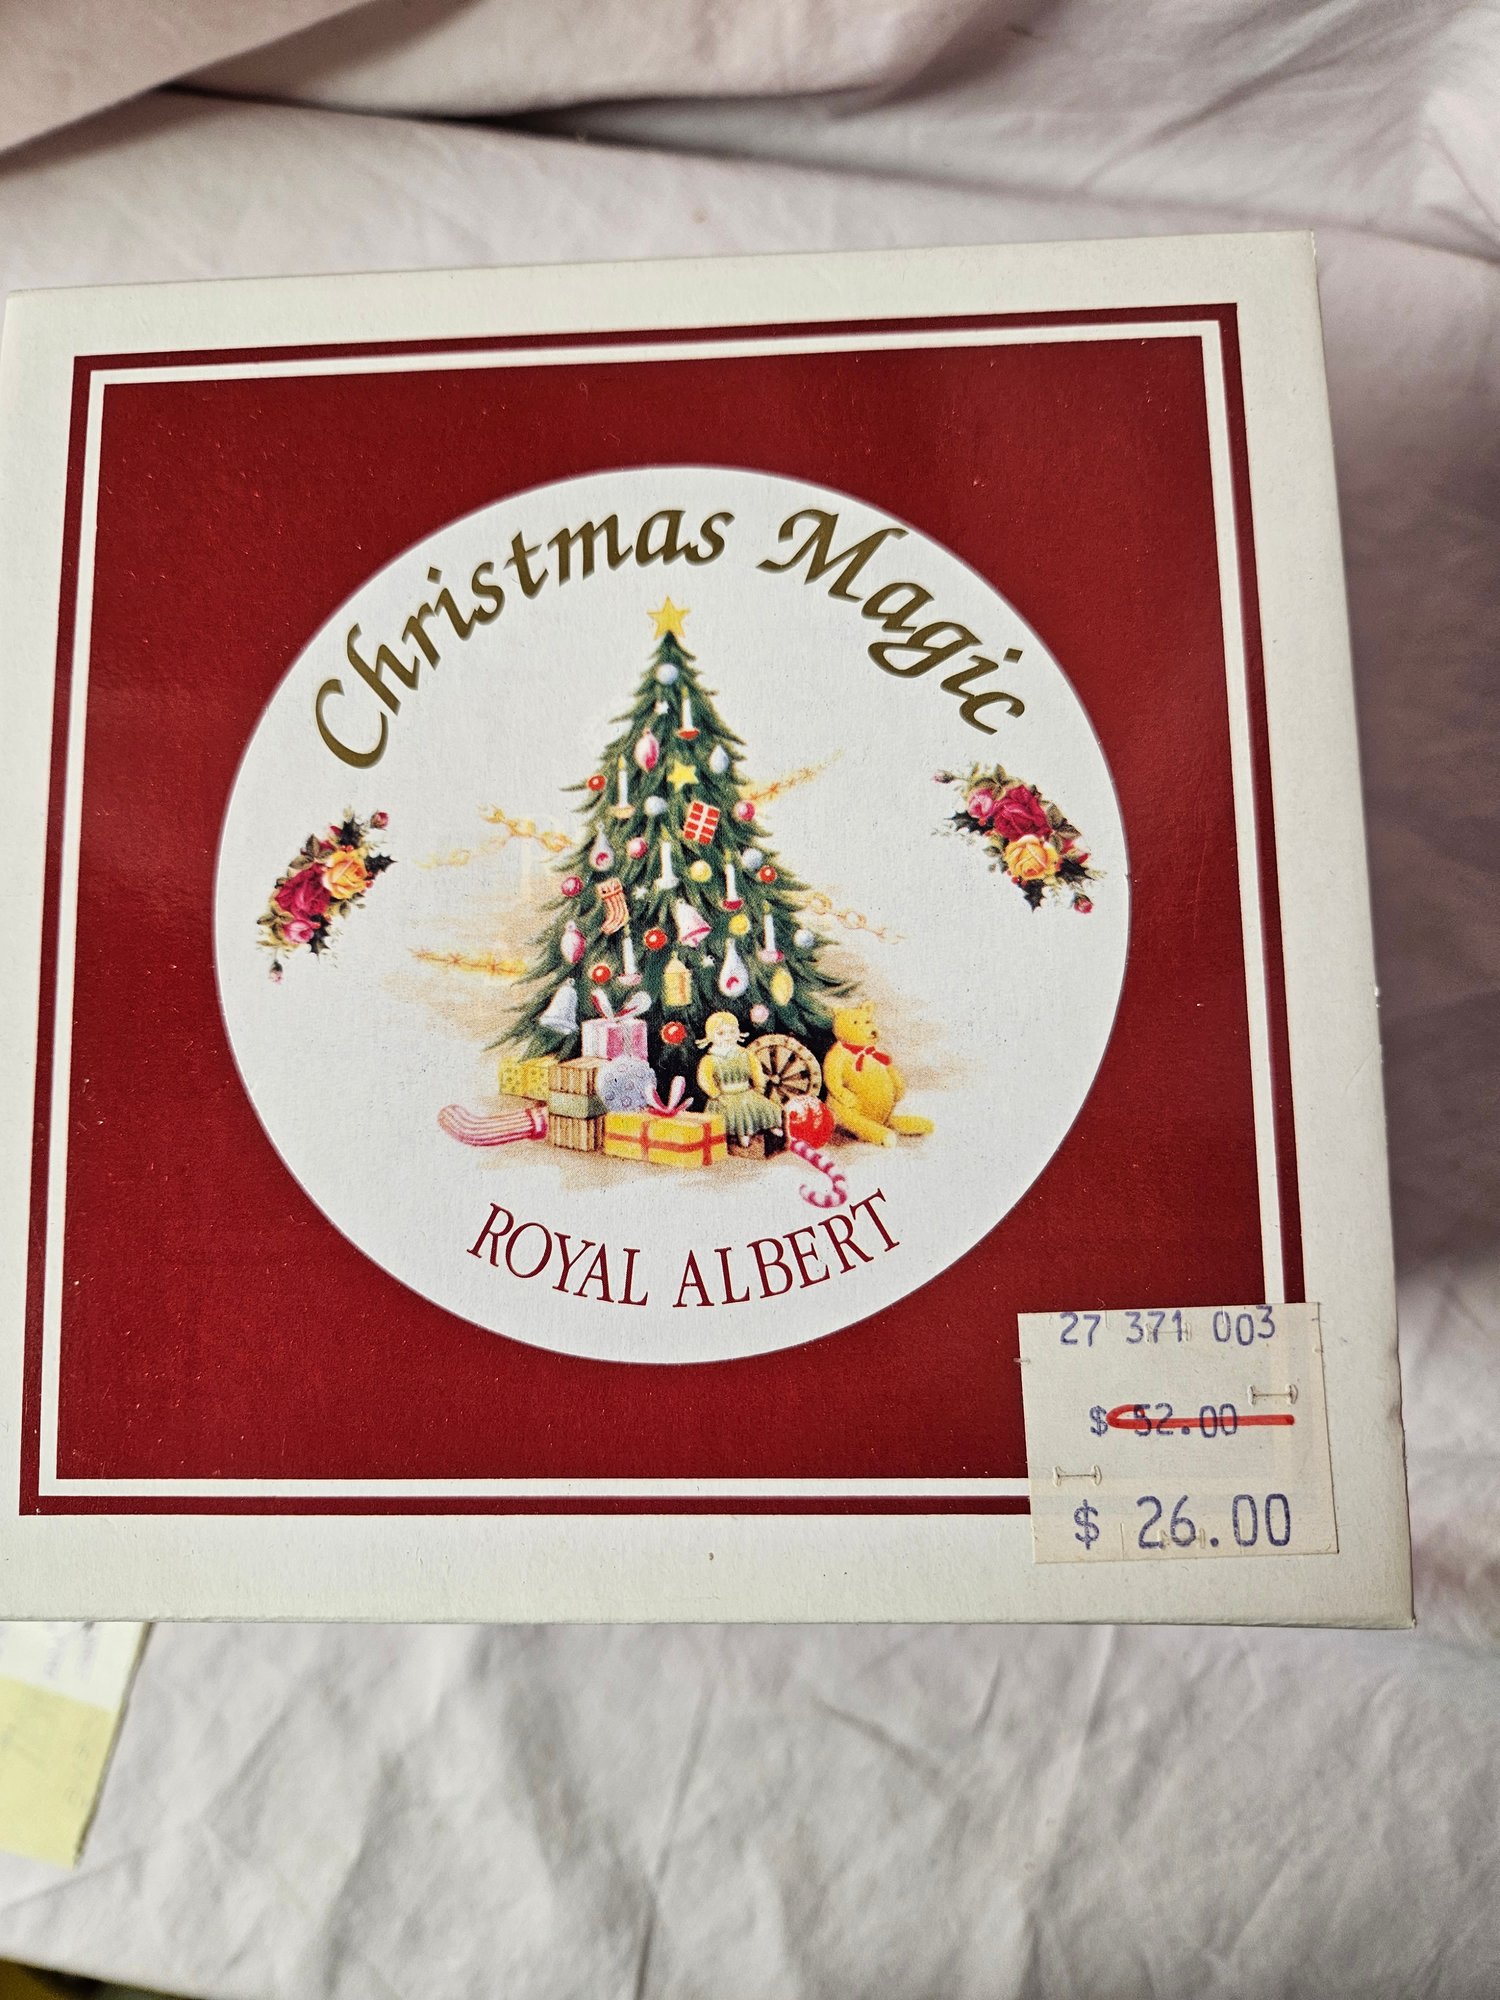 Christmas Magic
ROYAL ALBERT
27 371 003
$ 52.00
$ 26.00